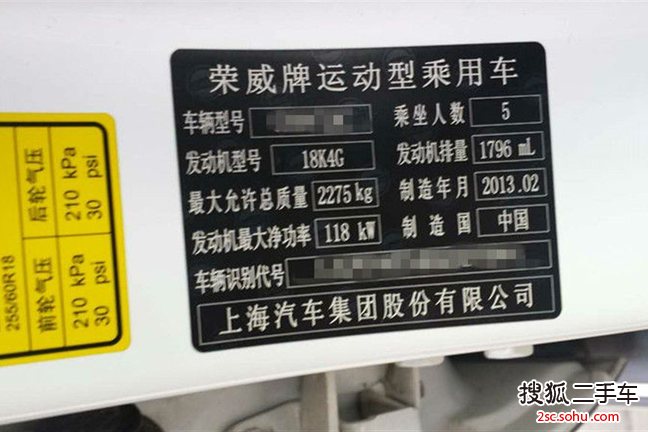 荣威牌运动型乘用车
车辆型号
乘坐人数 5
发动机型号 18K4G
发动机排量 1796 mL
最大允许总质量 2275kg
制造年月 2013.02
发动机最大净功率 118 kW
制造国 中国
车辆识别代号
上海汽车集团股份有限公司
255/60R18
前轮气压 210 kPa 30 psi
后轮气压 210 kPa 30 psi
搜狐二手车
2sc.sohu.com